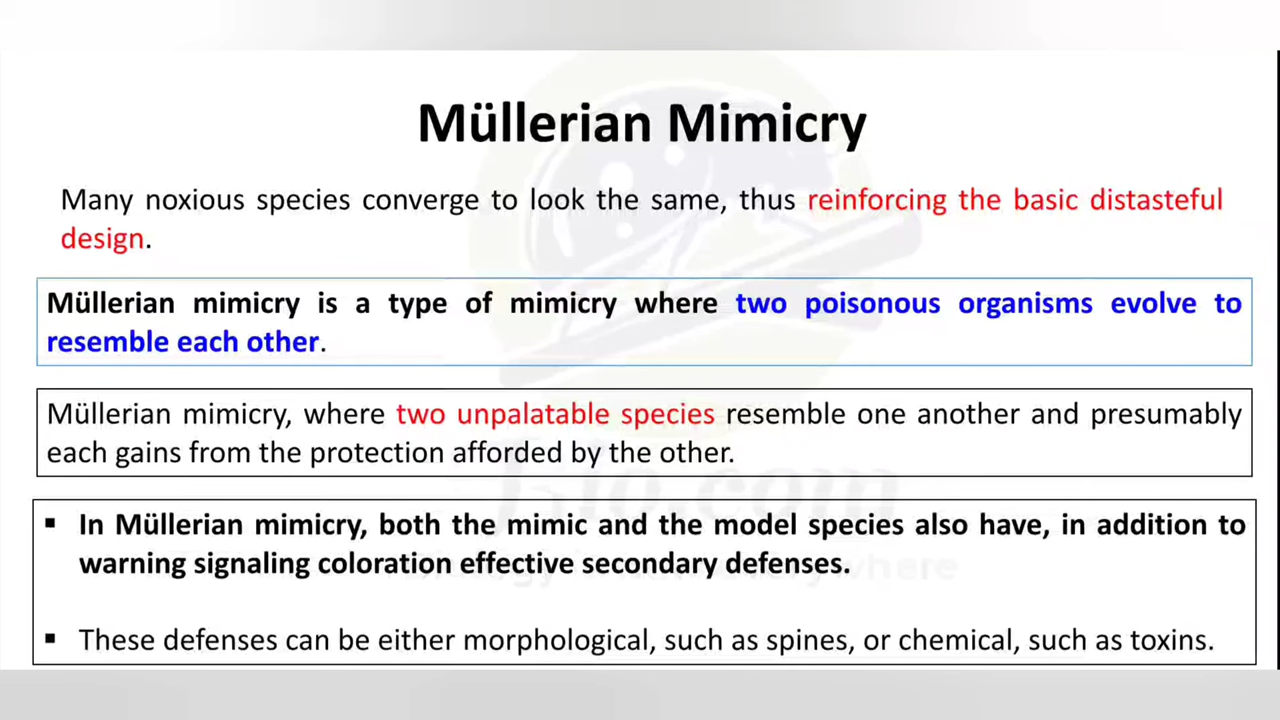 Müllerian Mimicry
Many noxious species converge to look the same, thus reinforcing the basic distasteful
design.
Müllerian mimicry is a type of mimicry where two poisonous organisms evolve to
resemble each other.
Müllerian mimicry, where two unpalatable species resemble one another and presumably
each gains from the protection afforded by the other.
▪ In Müllerian mimicry, both the mimic and the model species also have, in addition to
warning signaling coloration effective secondary defenses.
▪ These defenses can be either morphological, such as spines, or chemical, such as toxins.